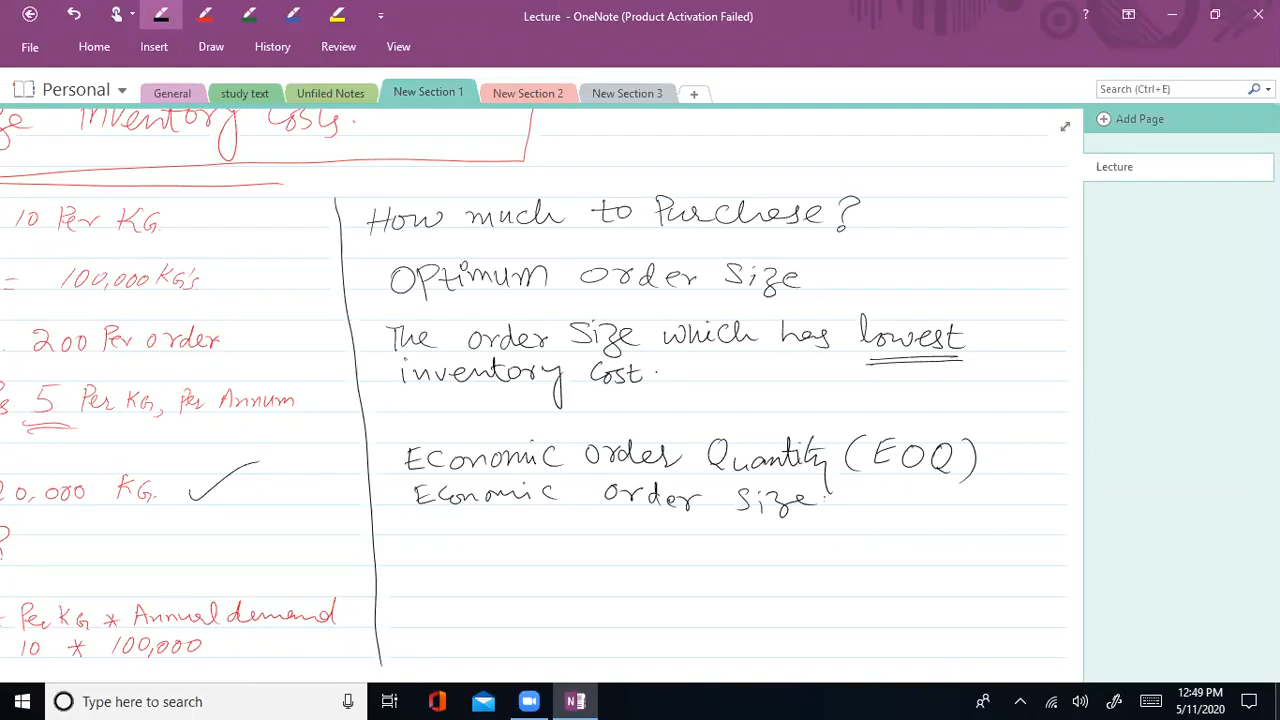 Lecture - OneNote (Product Activation Failed)
File Home Insert Draw History Review View
Personal General study text Unfiled Notes New Section 1 New Section 2 New Section 3 Search (Ctrl+E)
Add Page
Lecture
inventory costs.
10 Per KG.
= 100,000 KG's
200 Per order
5 Per KG, Per Annum
0,000 KG.
?
= Per KG * Annual demand
10 * 100,000
How much to Purchase?
Optimum order size
The order size which has lowest
inventory cost.
Economic order Quantity (EOQ)
Economic order size.
Type here to search
12:49 PM
5/11/2020